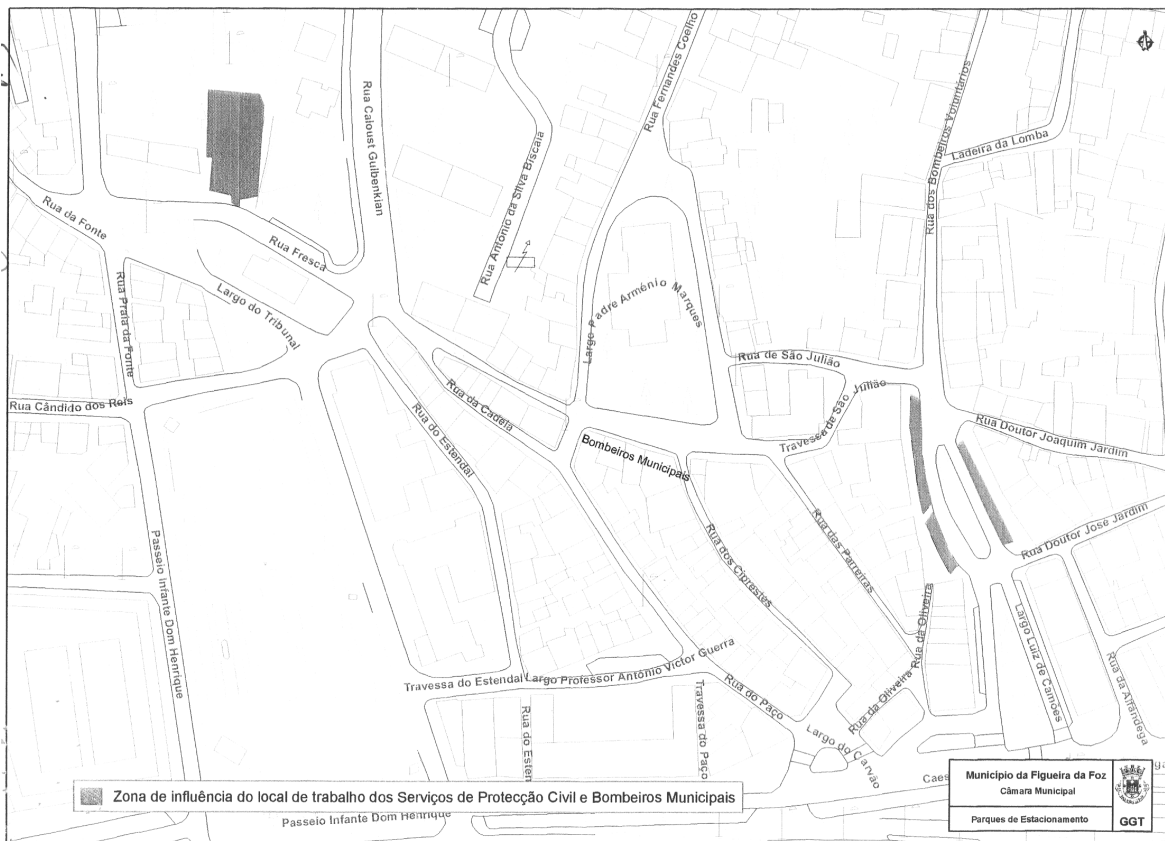 Rua Fernandes Coelho
Rua dos Bombeiros Voluntários
Ladeira da Lomba
Rua Caloust Gulbenkian
Rua António da Silva Biscaia
Rua da Fonte
Rua Fresca
Rua Praia da Fonte
Largo do Tribunal
Largo Padre Arménio Marques
Rua de São Julião
Travessa de São Julião
Rua Cândido dos Reis
Rua da Cadeia
Rua do Estendal
Bombeiros Municipais
Rua Doutor Joaquim Jardim
Rua Doutor José Jardim
Rua das Parreiras
Rua dos Ciprestes
Passeio Infante Dom Henrique
Rua da Oliveira
Rua da Oliveira
Largo Luiz de Camões
Rua da Alfândega
Travessa do Estendal
Largo Professor António Victor Guerra
Rua do Paço
Travessa do Paço
Largo do Carvão
Rua do Esten
Caes
Zona de influência do local de trabalho dos Serviços de Protecção Civil e Bombeiros Municipais
Passeio Infante Dom Henrique
Município da Figueira da Foz
Câmara Municipal
Parques de Estacionamento
GGT